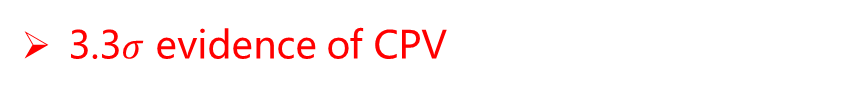 ➢ 3.3𝜎 evidence of CPV